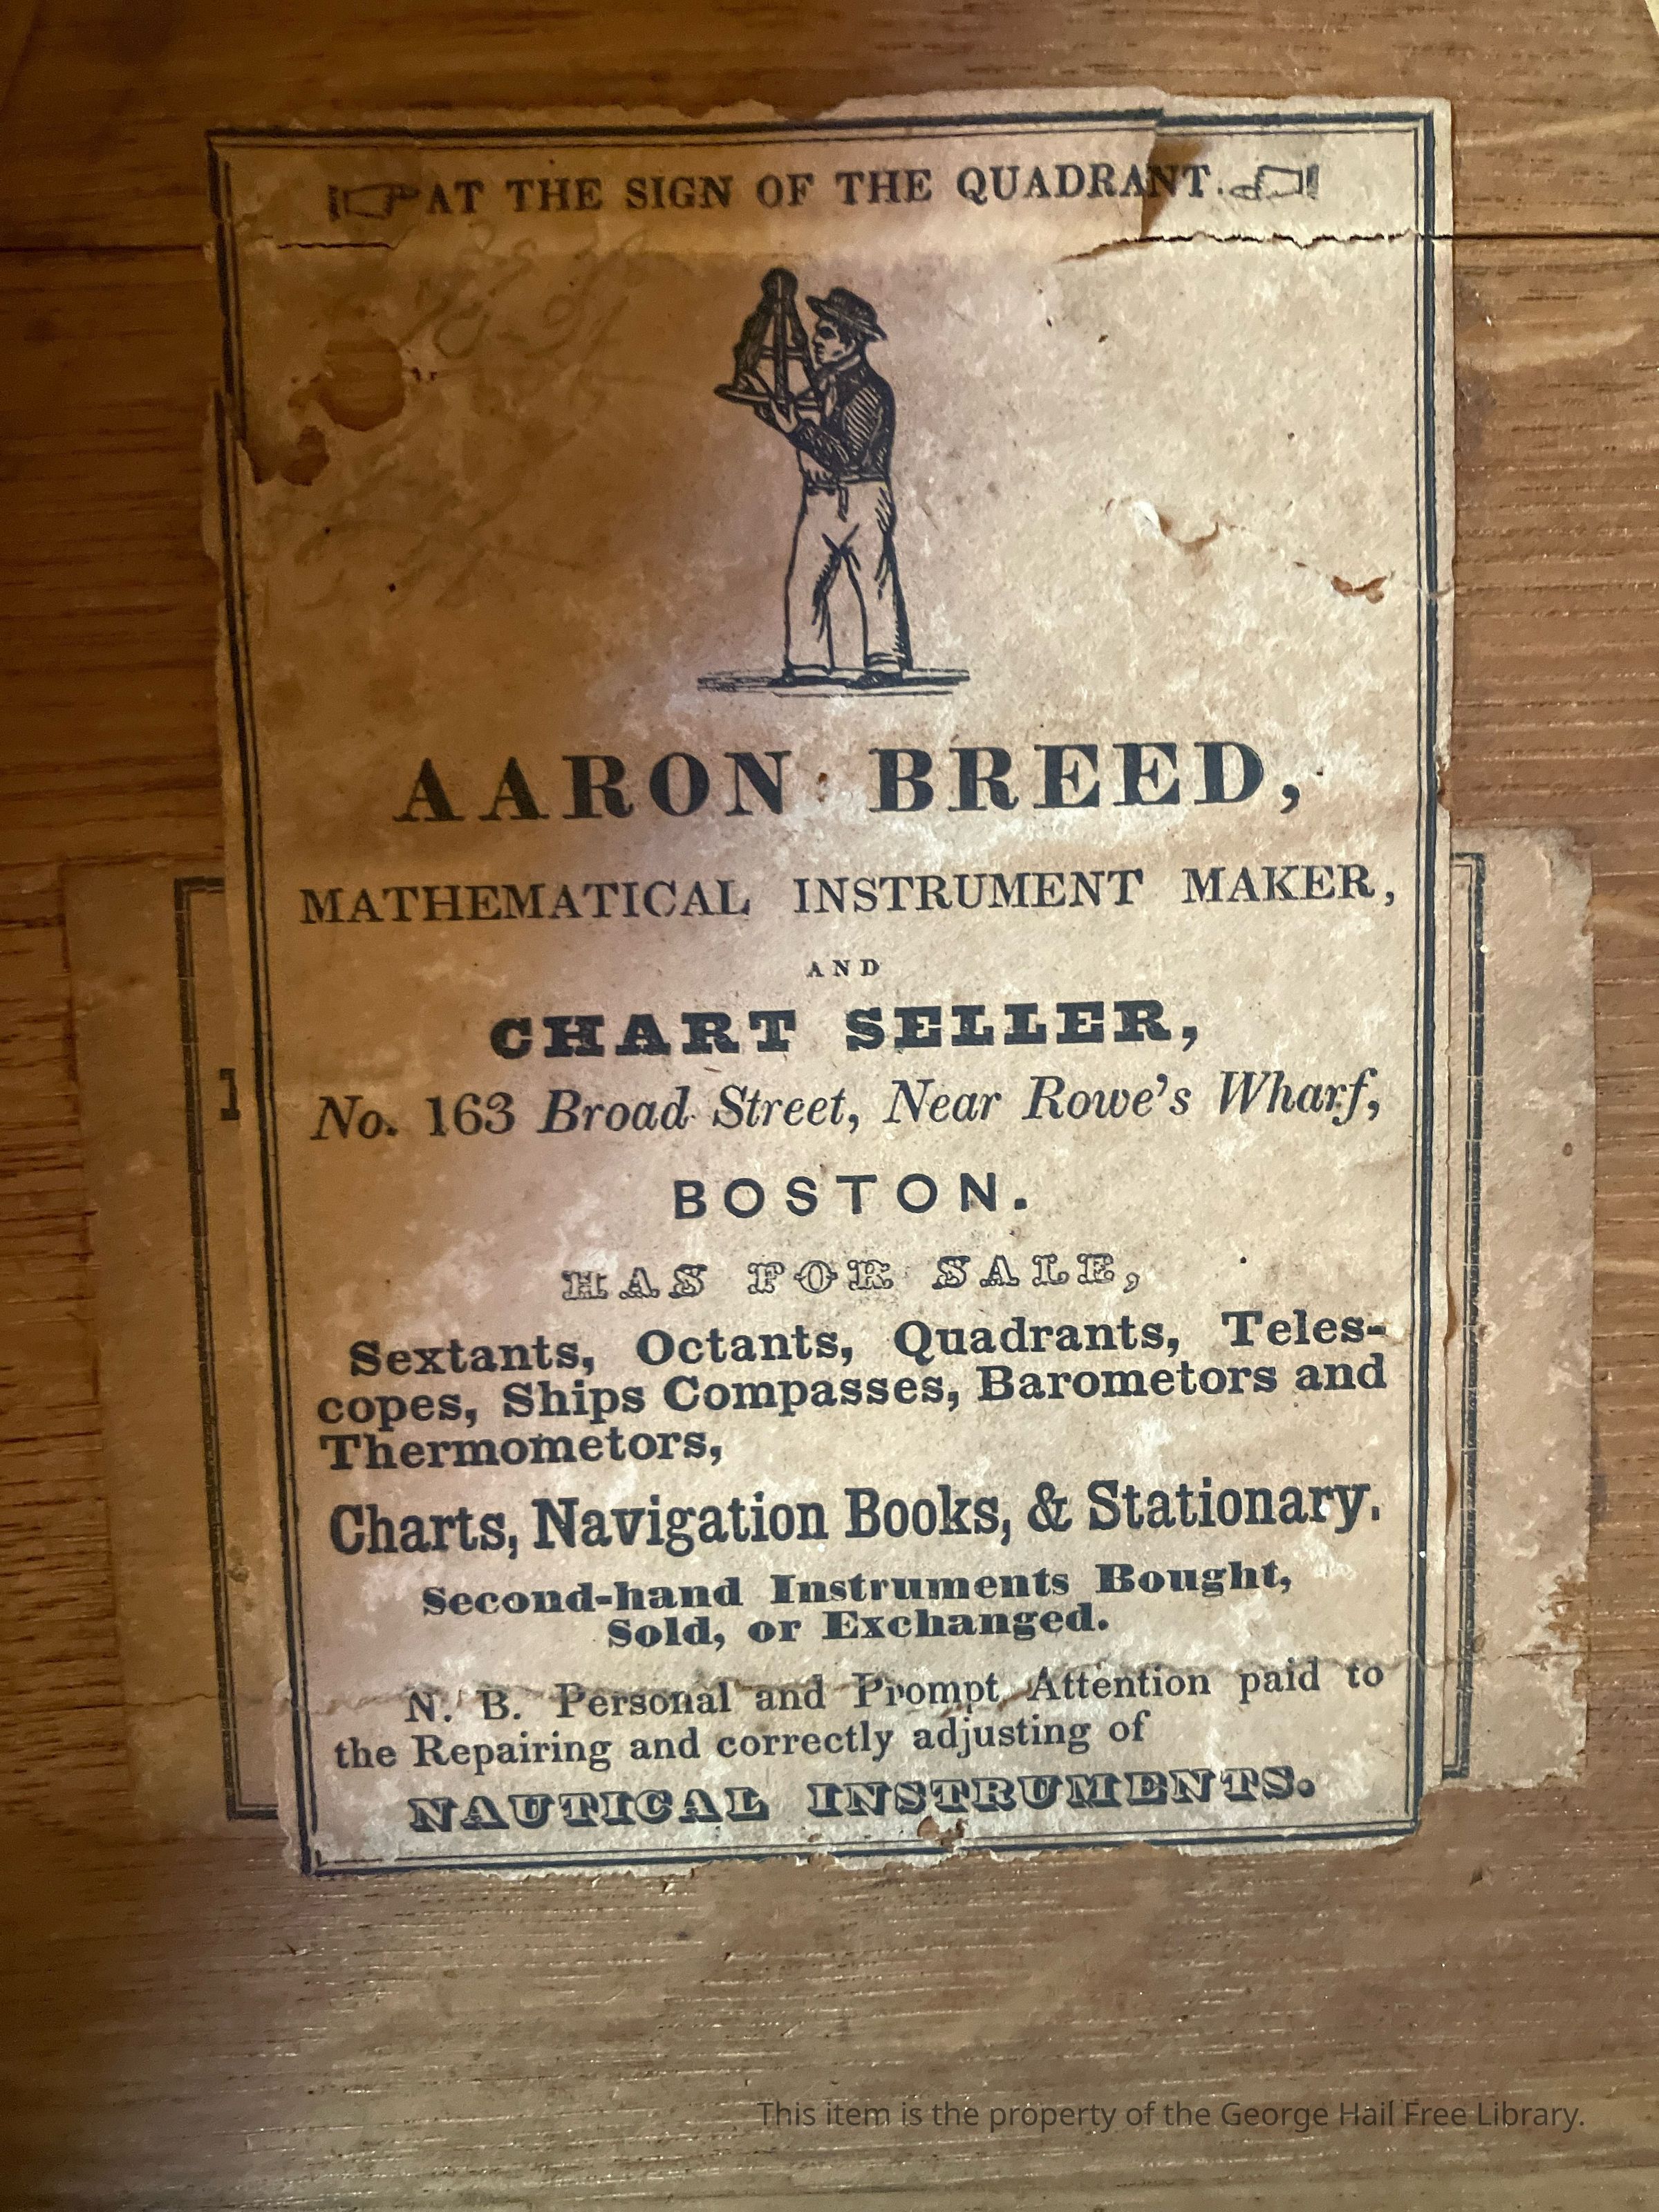 AT THE SIGN OF THE QUADRANT.
AARON BREED,
MATHEMATICAL INSTRUMENT MAKER,
AND
CHART SELLER,
No. 163 Broad Street, Near Rowe's Wharf,
BOSTON.
HAS FOR SALE,
Sextants, Octants, Quadrants, Teles-
copes, Ships Compasses, Barometors and
Thermometors,
Charts, Navigation Books, & Stationary.
Second-hand Instruments Bought,
Sold, or Exchanged.
N. B. Personal and Prompt Attention paid to
the Repairing and correctly adjusting of
NAUTICAL INSTRUMENTS.
This item is the property of the George Hail Free Library.